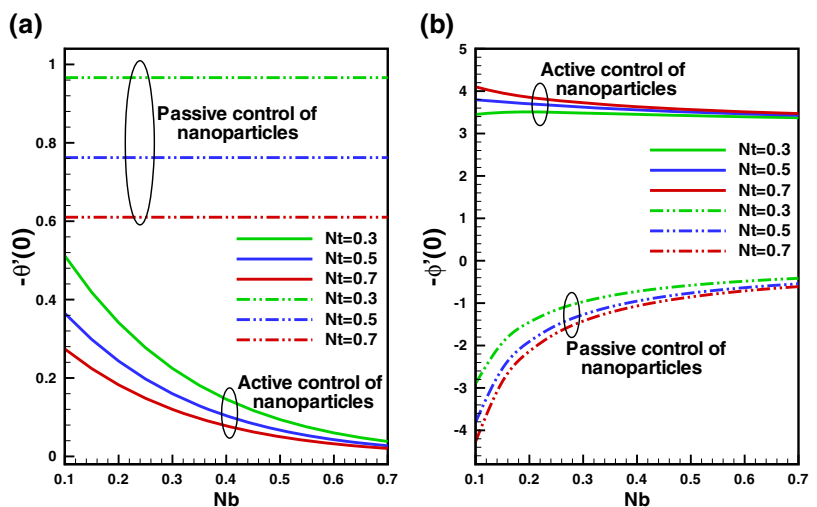 (a)
1
0.8
0.6
0.4
0.2
0
-θ'(0)
Passive control of
nanoparticles
Nt=0.3
Nt=0.5
Nt=0.7
Nt=0.3
Nt=0.5
Nt=0.7
Active control of
nanoparticles
0.1 0.2 0.3 0.4 0.5 0.6 0.7
Nb
(b)
5
4
3
2
1
0
-1
-2
-3
-4
-ϕ'(0)
Active control of
nanoparticles
Nt=0.3
Nt=0.5
Nt=0.7
Nt=0.3
Nt=0.5
Nt=0.7
Passive control of
nanoparticles
0.1 0.2 0.3 0.4 0.5 0.6 0.7
Nb